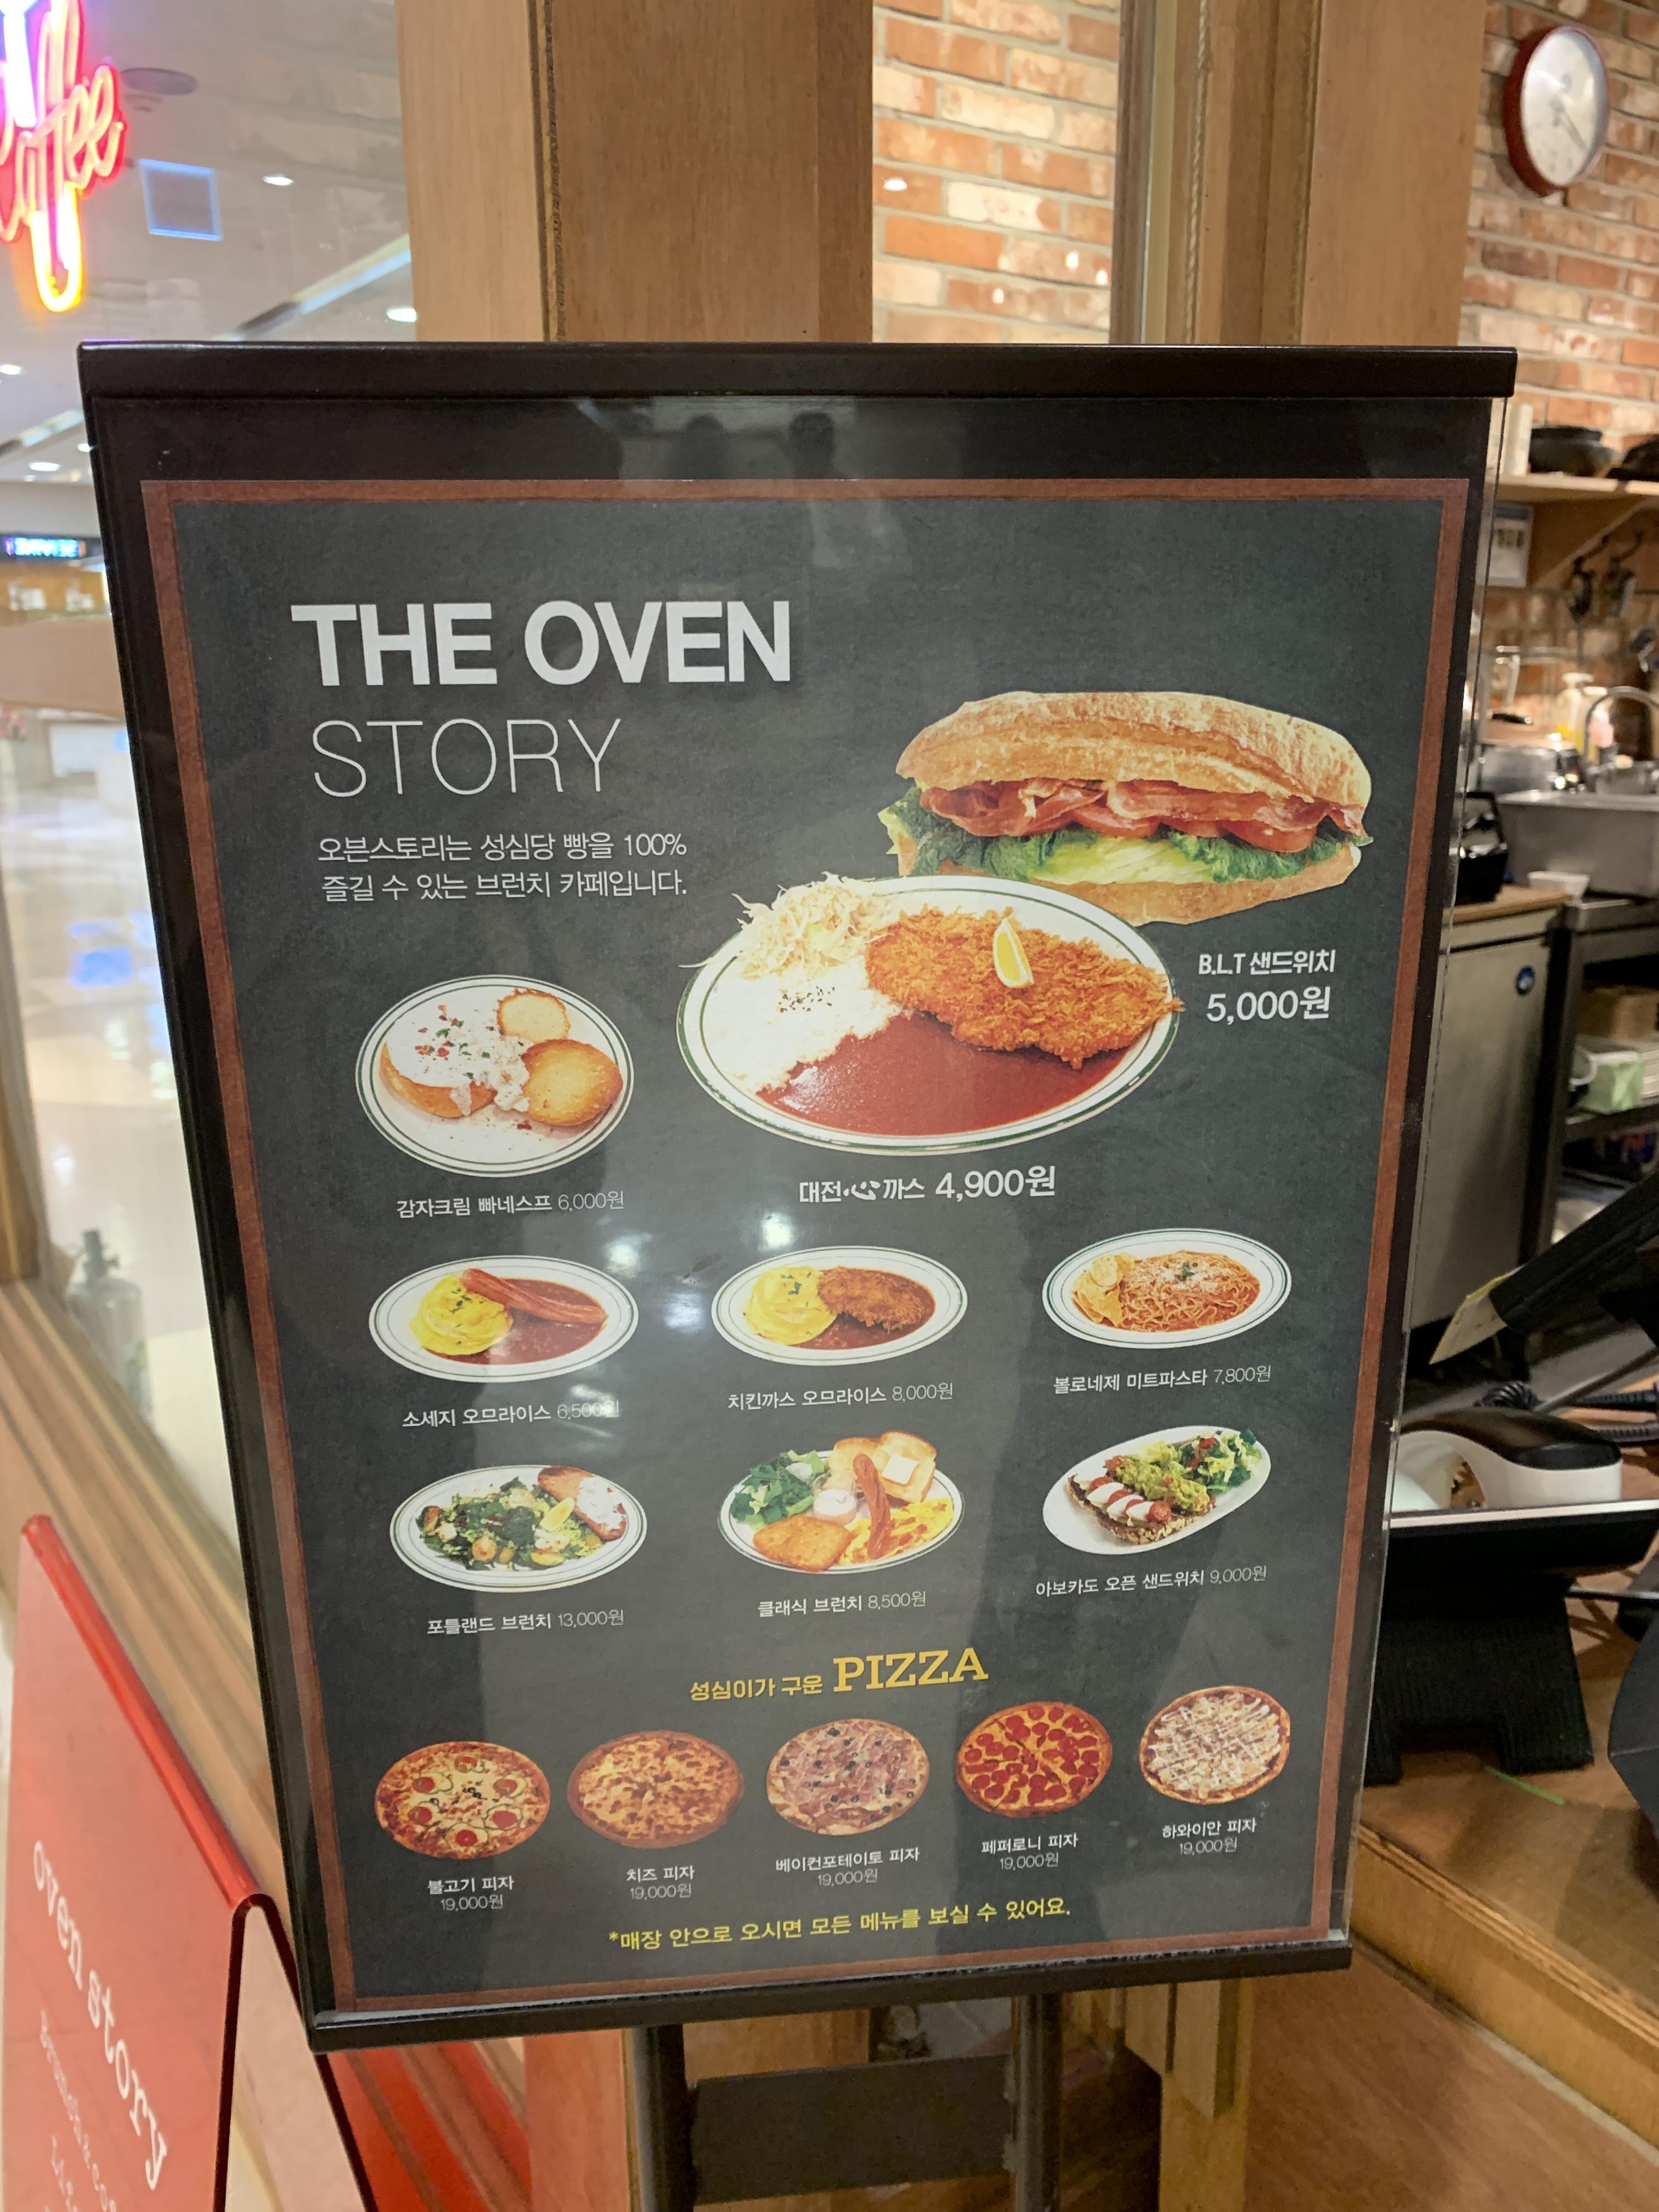 Coffee
THE OVEN
STORY
오븐스토리는 성심당 빵을 100%
즐길 수 있는 브런치 카페입니다.
B.L.T 샌드위치
5,000원
감자크림 빠네스프 6,000원
대전心까스 4,900원
소세지 오므라이스 6,500원
치킨까스 오므라이스 8,000원
볼로네제 미트파스타 7,800원
포틀랜드 브런치 13,000원
클래식 브런치 8,500원
아보카도 오픈 샌드위치 9,000원
성심이가 구운 PIZZA
불고기 피자
19,000원
치즈 피자
19,000원
베이컨포테이토 피자
19,000원
페퍼로니 피자
19,000원
하와이안 피자
19,000원
*매장 안으로 오시면 모든 메뉴를 보실 수 있어요.
oven story